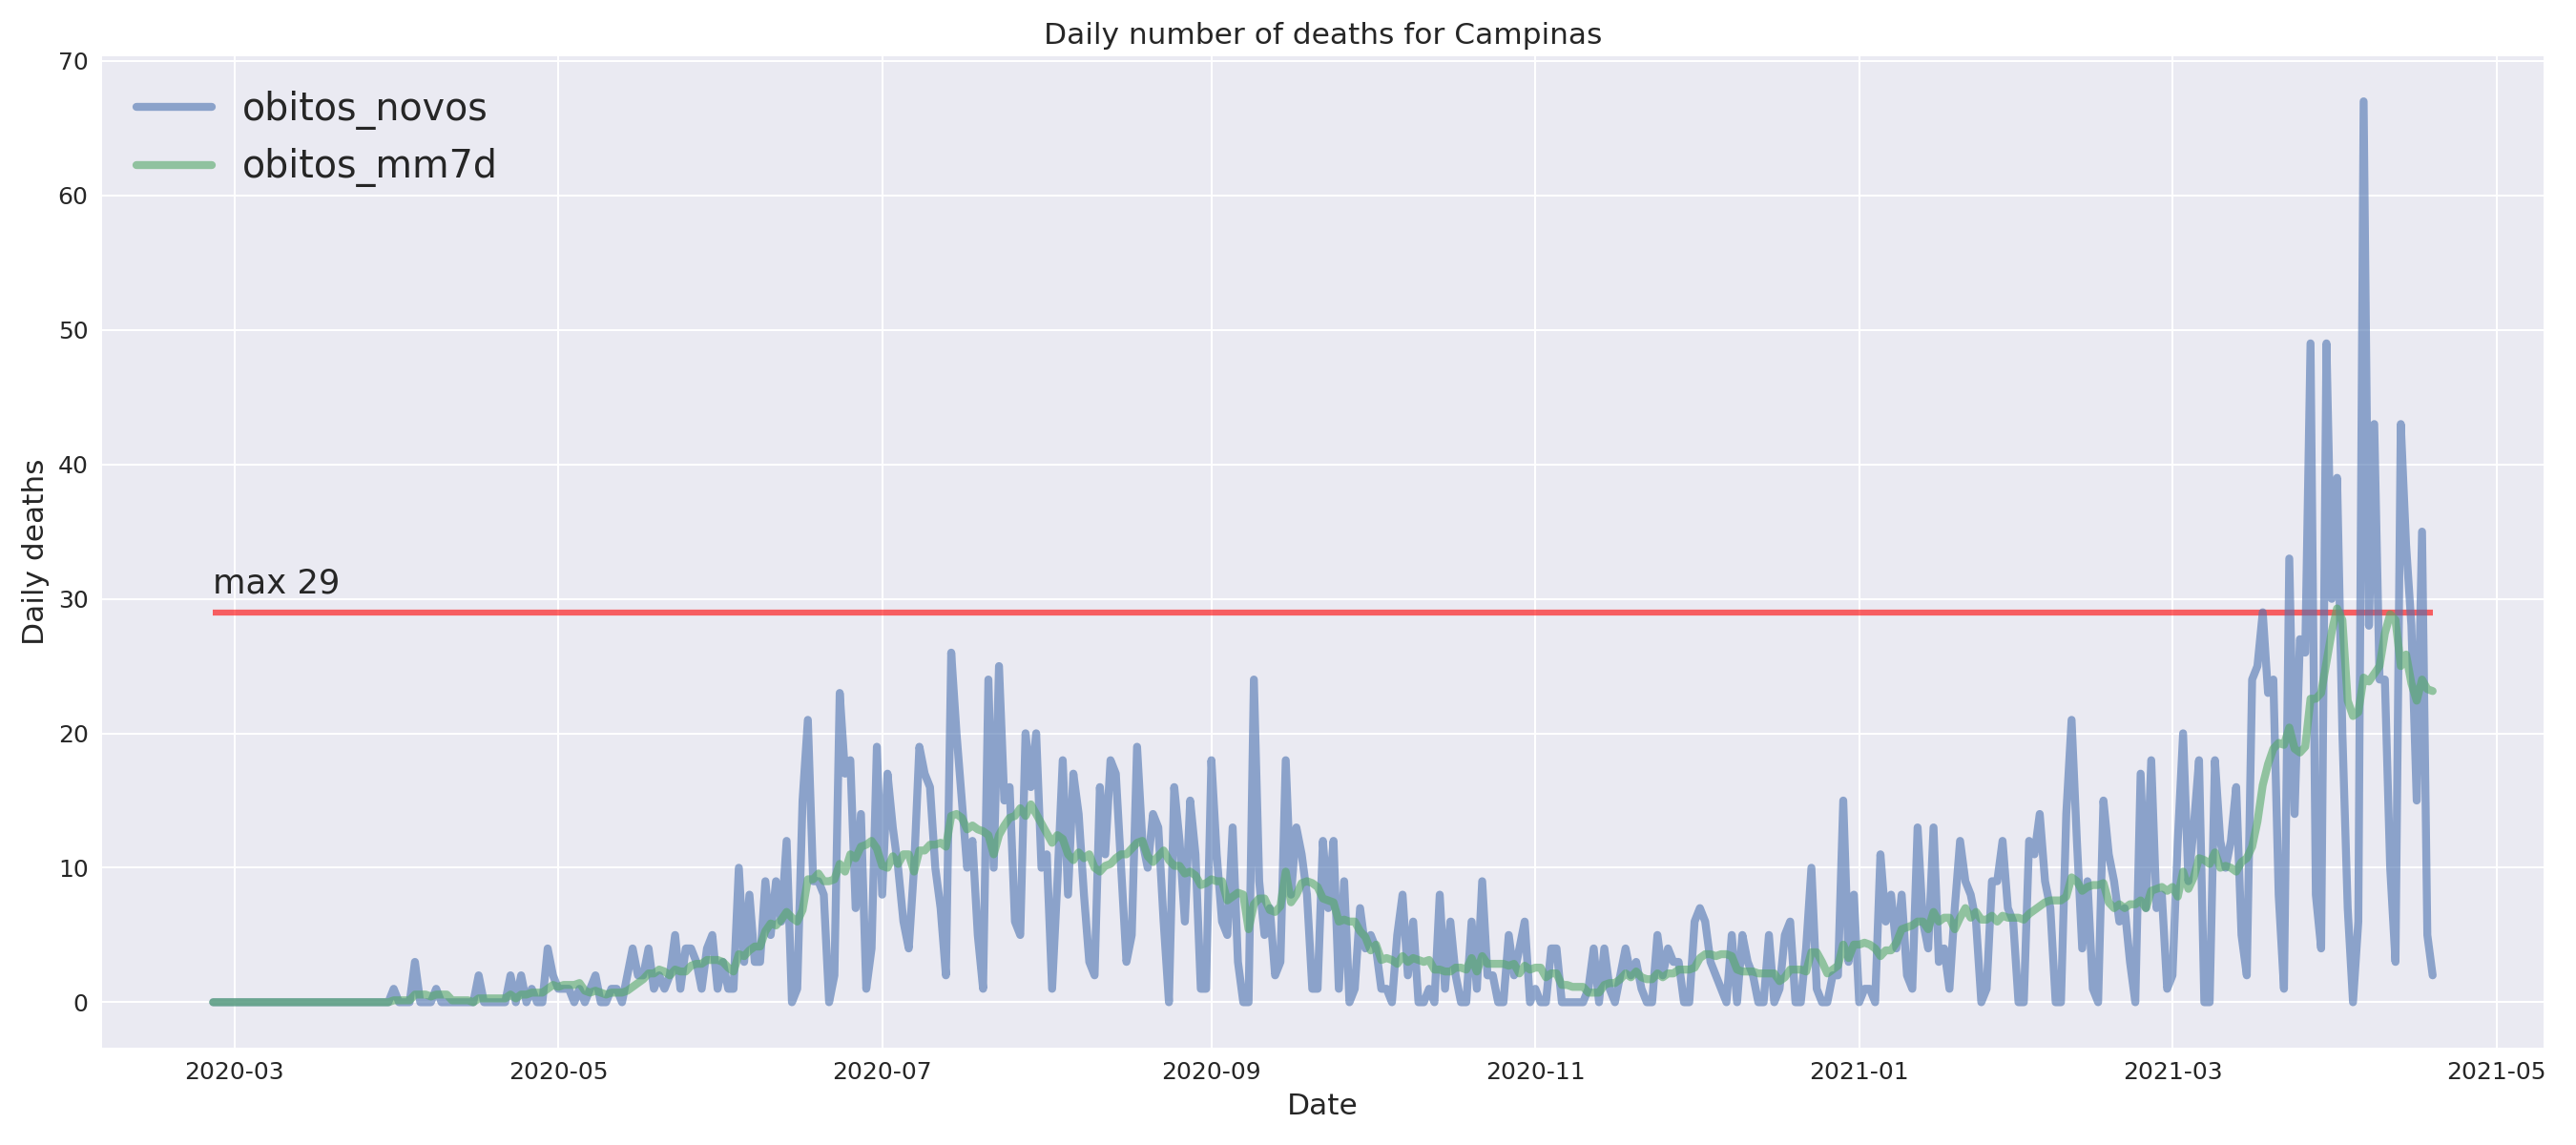 Daily number of deaths for Campinas
obitos_novos
obitos_mm7d
max 29
Daily deaths
70
60
50
40
30
20
10
0
2020-03
2020-05
2020-07
2020-09
2020-11
2021-01
2021-03
2021-05
Date